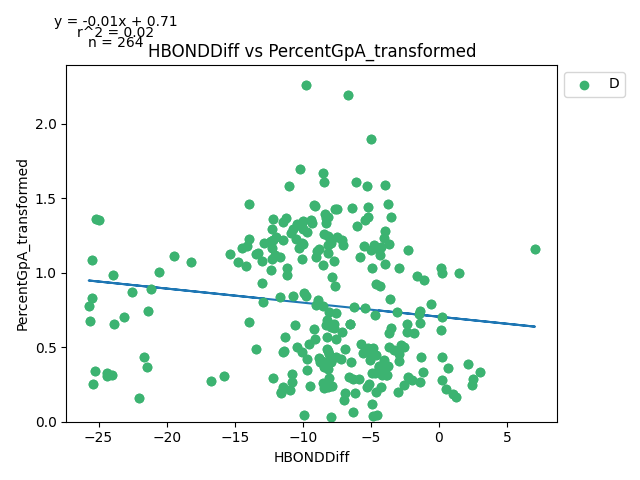 y = -0.01x + 0.71
r^2 = 0.02
n = 264
HBONDDiff vs PercentGpA_transformed
D
PercentGpA_transformed
2.0
1.5
1.0
0.5
0.0
−25 −20 −15 −10 −5 0 5
HBONDDiff